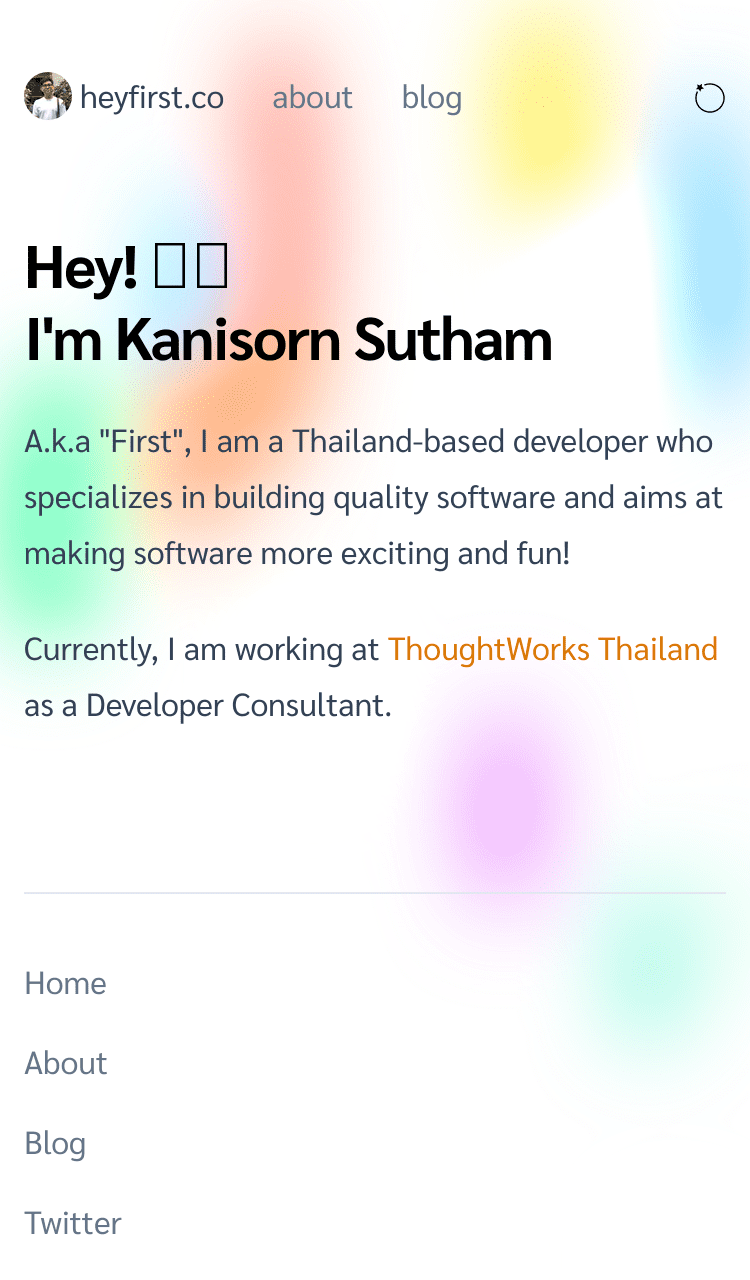 heyfirst.co about blog
Hey!
I'm Kanisorn Sutham
A.k.a "First", I am a Thailand-based developer who
specializes in building quality software and aims at
making software more exciting and fun!
Currently, I am working at ThoughtWorks Thailand
as a Developer Consultant.
Home
About
Blog
Twitter